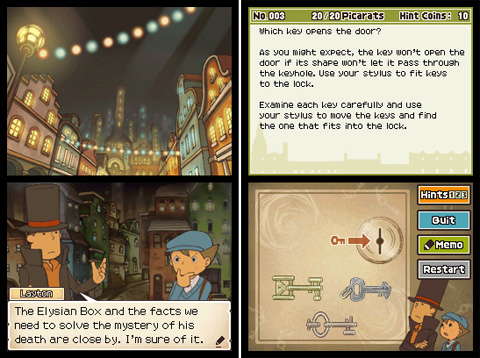 No 003 20/20 Picarats Hint Coins: 10
Which key opens the door?
As you might expect, the key won't open
the door if its shape won't let it pass through
the keyhole. Use your stylus to fit keys
to the lock.
Examine each key carefully and use
your stylus to move the keys and find
the one that fits into the lock.
Layton
The Elysian Box and the facts we
need to solve the mystery of his
death are close by. I'm sure of it.
Hints 1 2 3
Quit
Memo
Restart